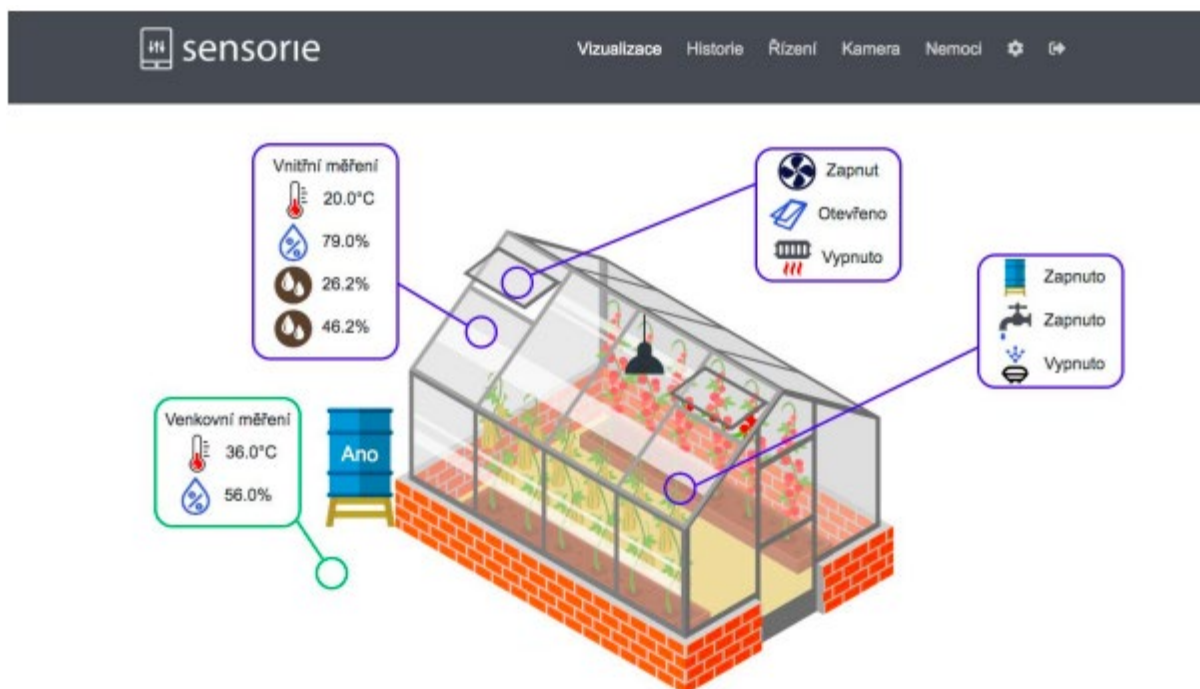 sensorie
Vizualizace Historie Řízení Kamera Nemoci
Vnitřní měření
20.0°C
79.0%
26.2%
46.2%
Zapnut
Otevřeno
Vypnuto
Zapnuto
Zapnuto
Vypnuto
Venkovní měření
36.0°C
56.0%
Ano